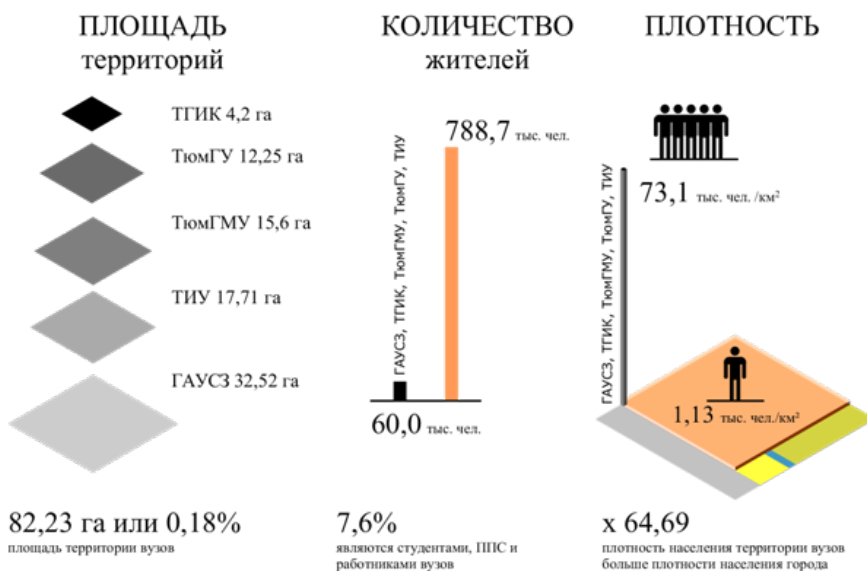 ПЛОЩАДЬ
территорий
ТГИК 4,2 га
ТюмГУ 12,25 га
ТюмГМУ 15,6 га
ТИУ 17,71 га
ГАУСЗ 32,52 га
82,23 га или 0,18%
площадь территории вузов
КОЛИЧЕСТВО
жителей
788,7 тыс. чел.
ГАУСЗ, ТГИК, ТюмГМУ, ТюмГУ, ТИУ
60,0 тыс. чел.
7,6%
являются студентами, ППС и
работниками вузов
ПЛОТНОСТЬ
73,1 тыс. чел. /км²
ГАУСЗ, ТГИК, ТюмГМУ, ТюмГУ, ТИУ
1,13 тыс. чел./км²
х 64,69
плотность населения территории вузов
больше плотности населения города